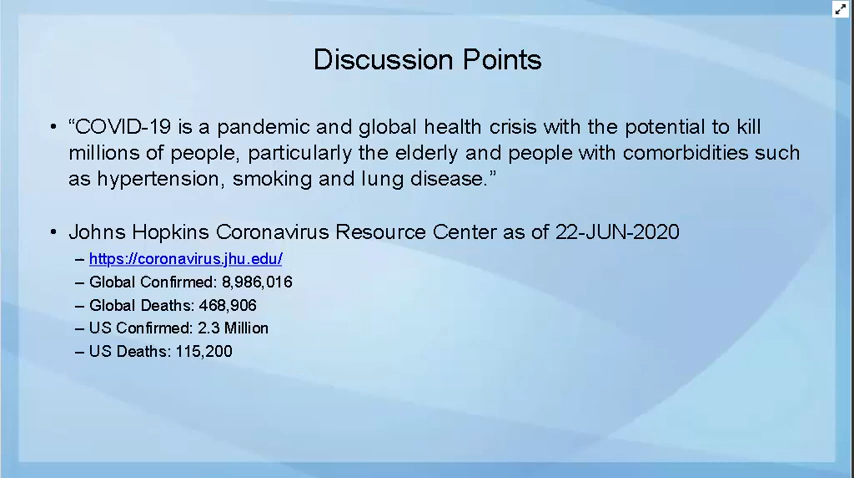 Discussion Points
• “COVID-19 is a pandemic and global health crisis with the potential to kill
millions of people, particularly the elderly and people with comorbidities such
as hypertension, smoking and lung disease.”
• Johns Hopkins Coronavirus Resource Center as of 22-JUN-2020
– https://coronavirus.jhu.edu/
– Global Confirmed: 8,986,016
– Global Deaths: 468,906
– US Confirmed: 2.3 Million
– US Deaths: 115,200